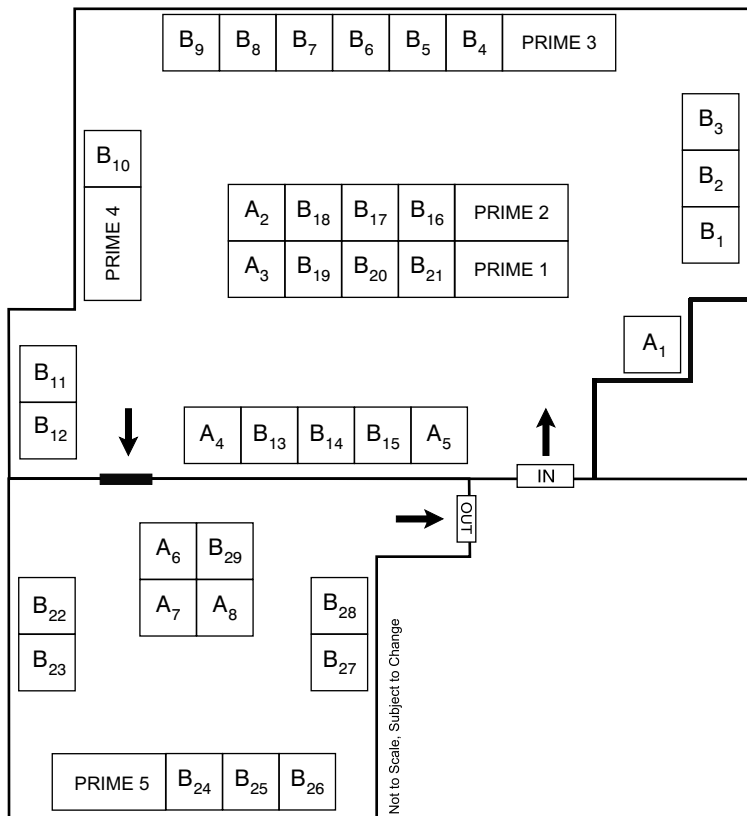 B9 B8 B7 B6 B5 B4 PRIME 3
B3
B10
B2
PRIME 4
A2 B18 B17 B16 PRIME 2
B1
A3 B19 B20 B21 PRIME 1
A1
B11
B12
A4 B13 B14 B15 A5
IN
OUT
A6 B29
A7 A8
B22
B28
B23
B27
Not to Scale, Subject to Change
PRIME 5 B24 B25 B26